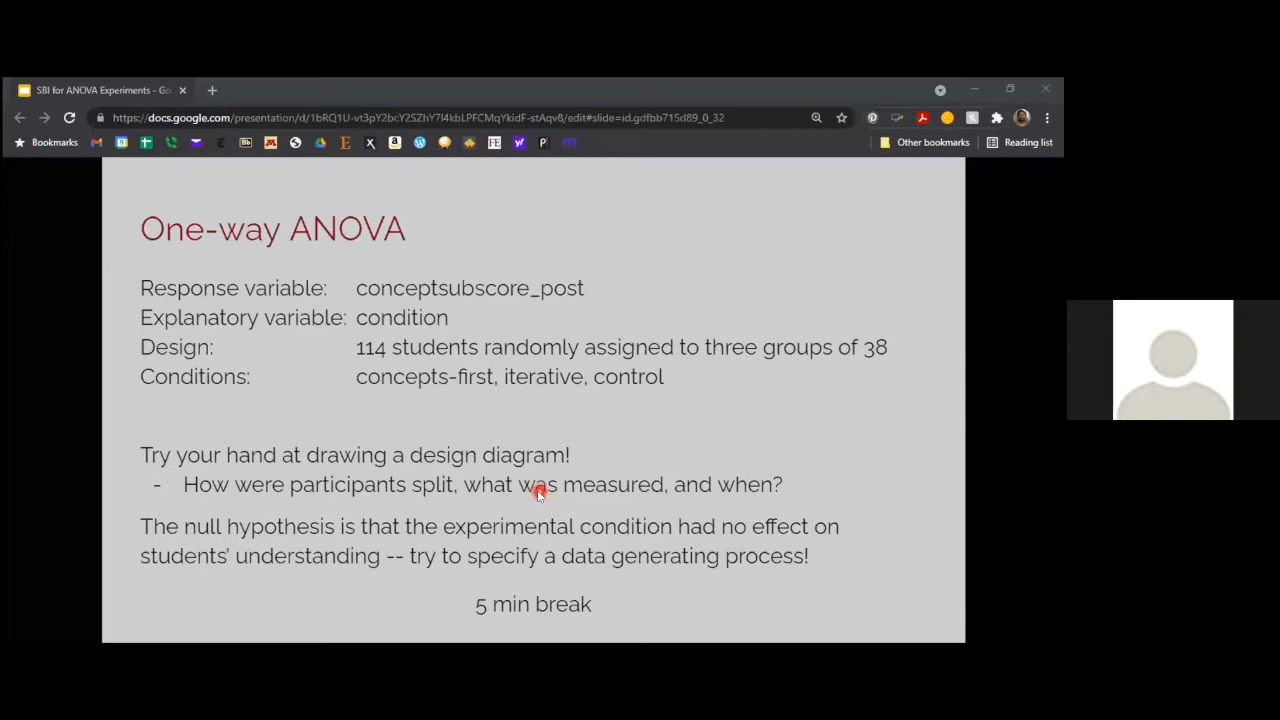 SBI for ANOVA Experiments - Go
https://docs.google.com/presentation/d/1bRQ1U-vt3pY2bcY2SZhY7l4kbLPFCMqYkidF-stAqv8/edit#slide=id.gdfbb715d89_0_32
Bookmarks
Other bookmarks
Reading list
One-way ANOVA
Response variable: conceptsubscore_post
Explanatory variable: condition
Design: 114 students randomly assigned to three groups of 38
Conditions: concepts-first, iterative, control
Try your hand at drawing a design diagram!
- How were participants split, what was measured, and when?
The null hypothesis is that the experimental condition had no effect on
students' understanding -- try to specify a data generating process!
5 min break